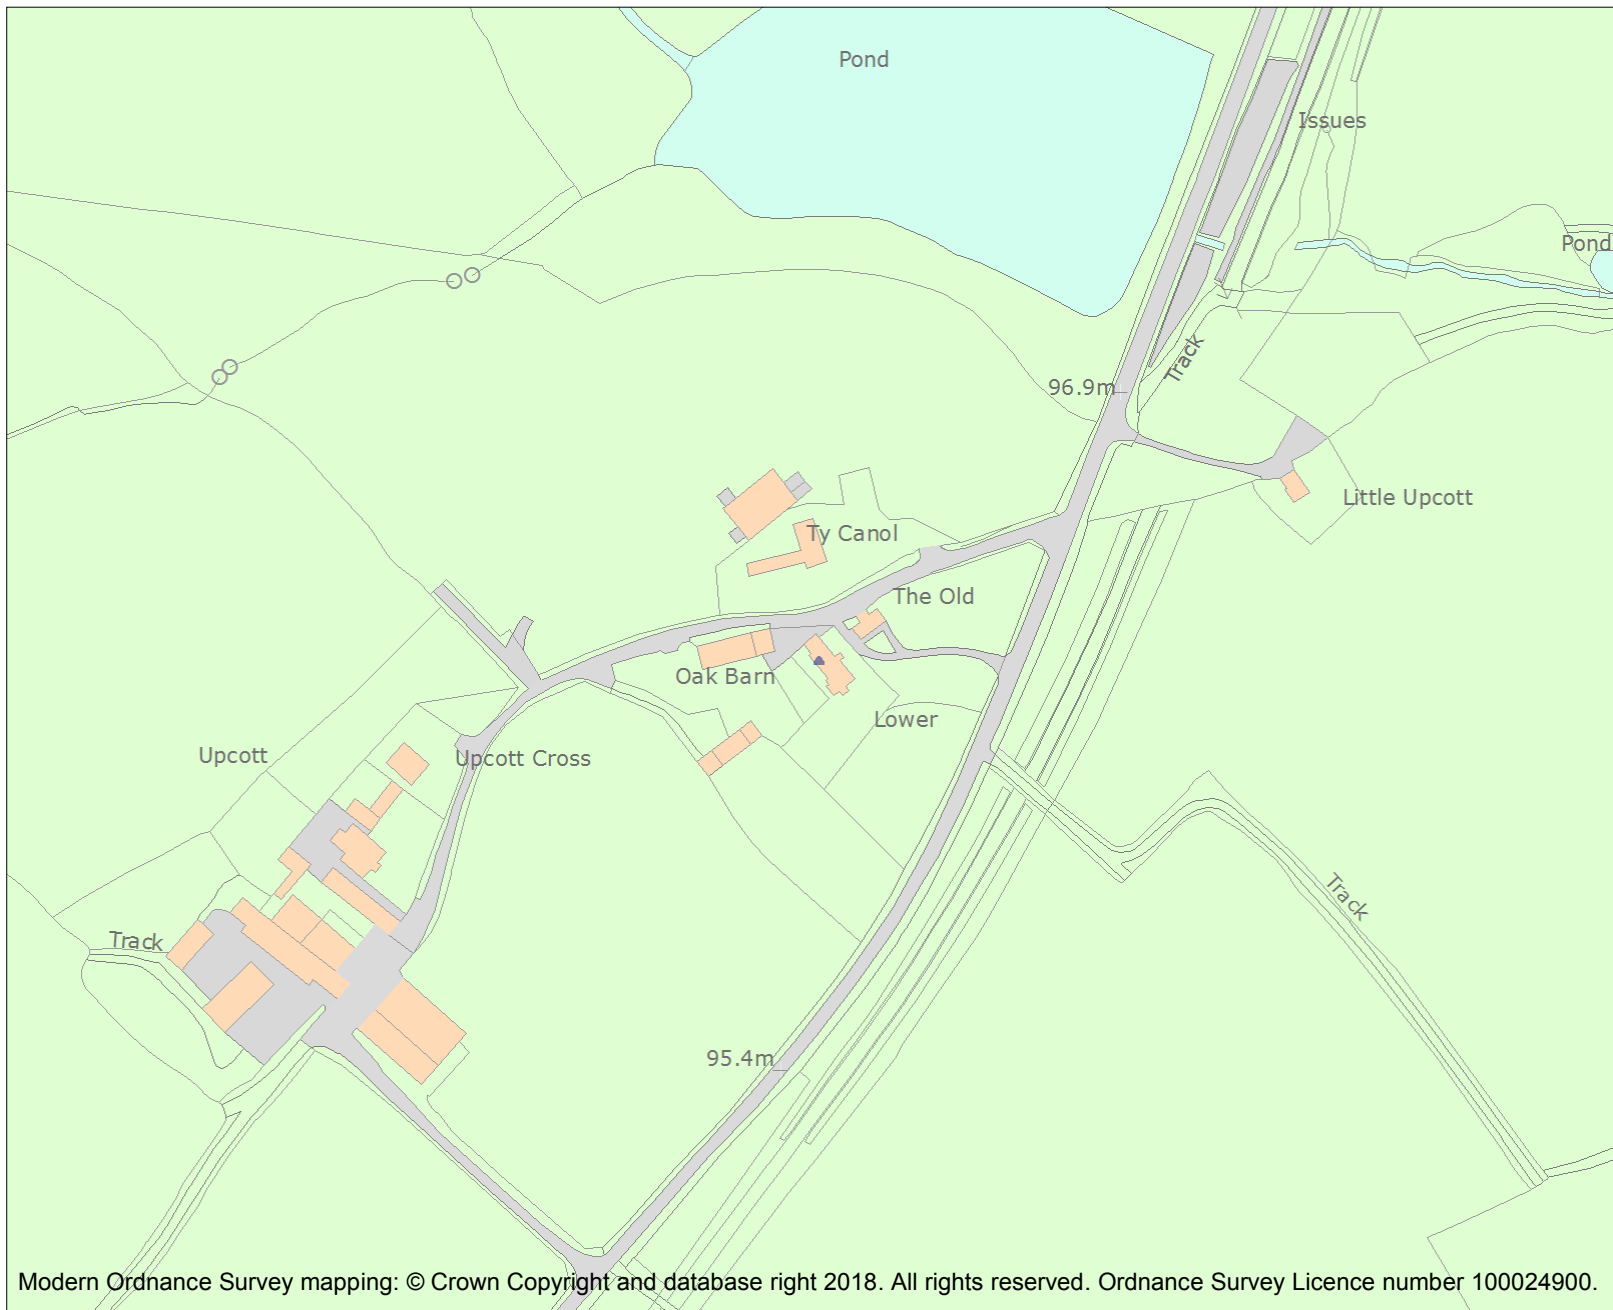 Pond
Issues
Pond
Track
96.9m
Little Upcott
Ty Canol
The Old
Oak Barn
Lower
Upcott
Upcott Cross
Track
Track
95.4m
Modern Ordnance Survey mapping: © Crown Copyright and database right 2018. All rights reserved. Ordnance Survey Licence number 100024900.